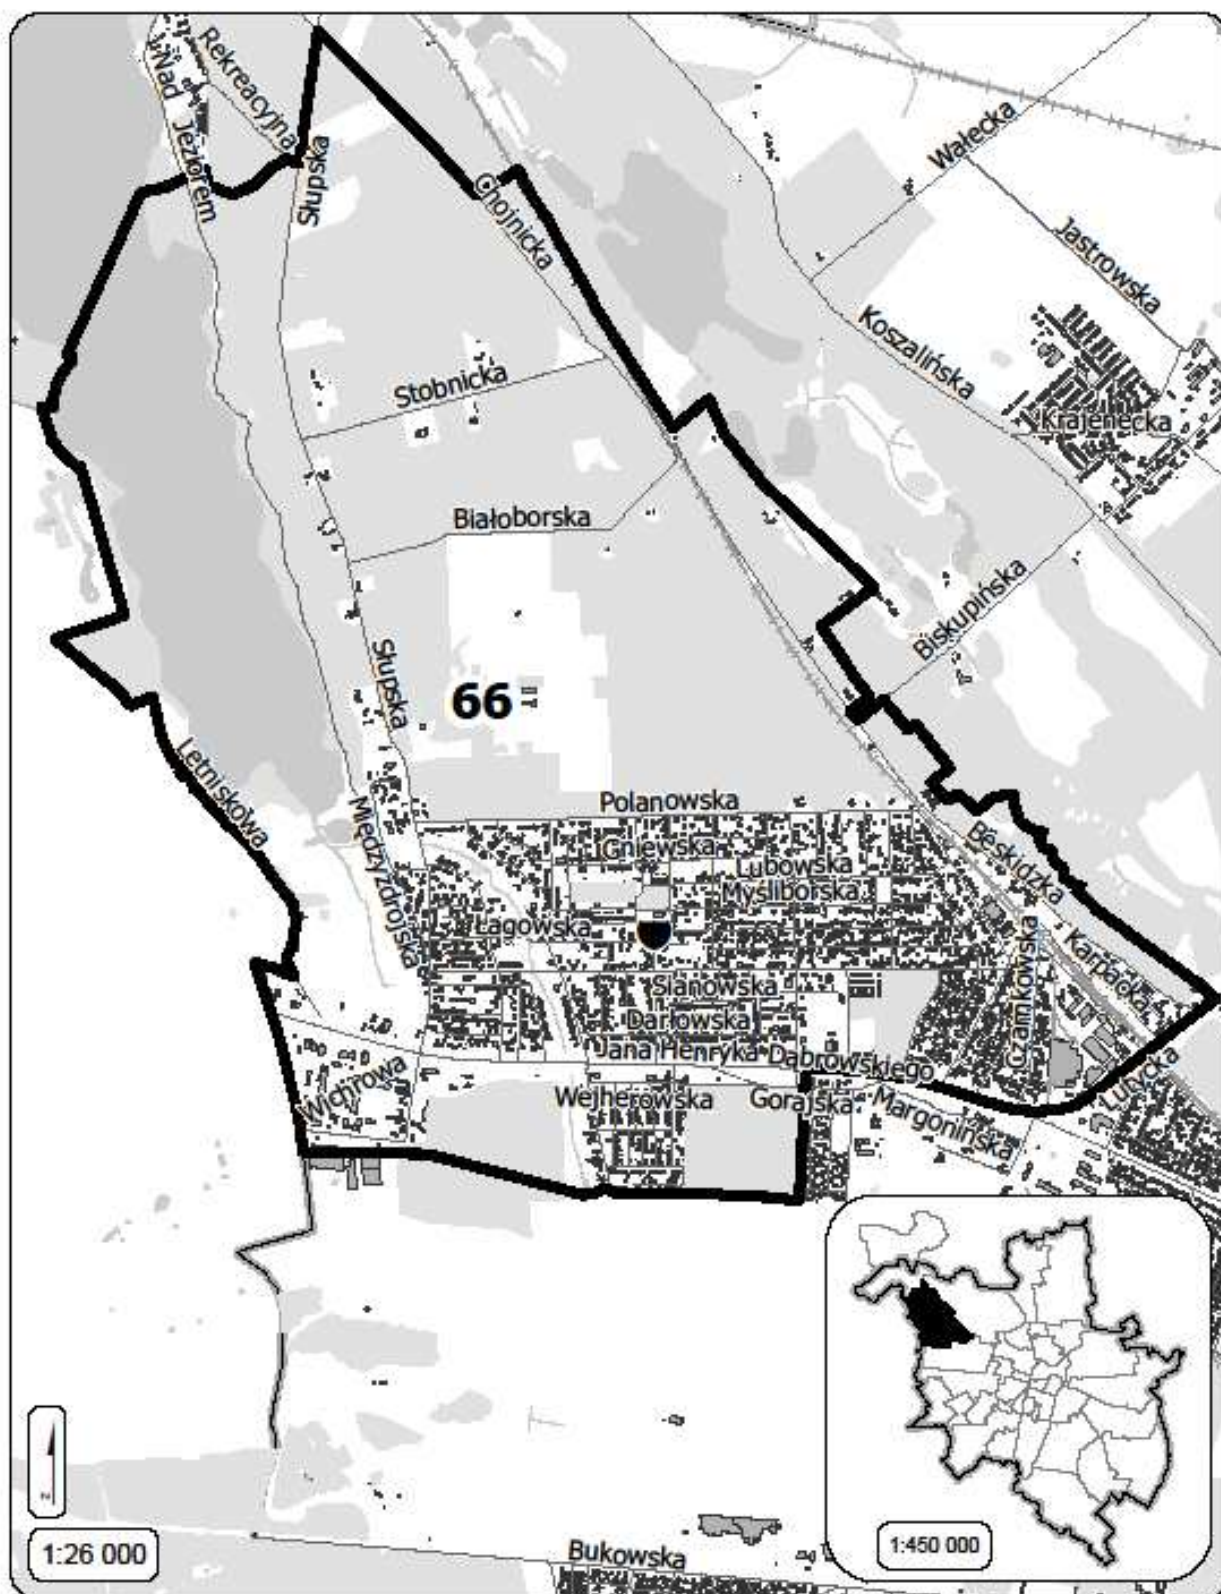 Nad Jeziorem
Rekreacyjna
Słupska
Chojnicka
Wałecka
Jastrowska
Koszalińska
Krajenecka
Stobnicka
Białoborska
Biskupińska
Słupska
66
Letniskowa
Międzyzdrojska
Polanowska
Gniewska
Lubowska
Myśliborska
Beskidzka
Łagowska
Karpacka
Czarnkowska
Sianowska
Darłowska
Jana Henryka Dąbrowskiego
Lutycka
Wichrowa
Wejherowska
Gorajska
Margonińska
1:26 000
1:450 000
Bukowska